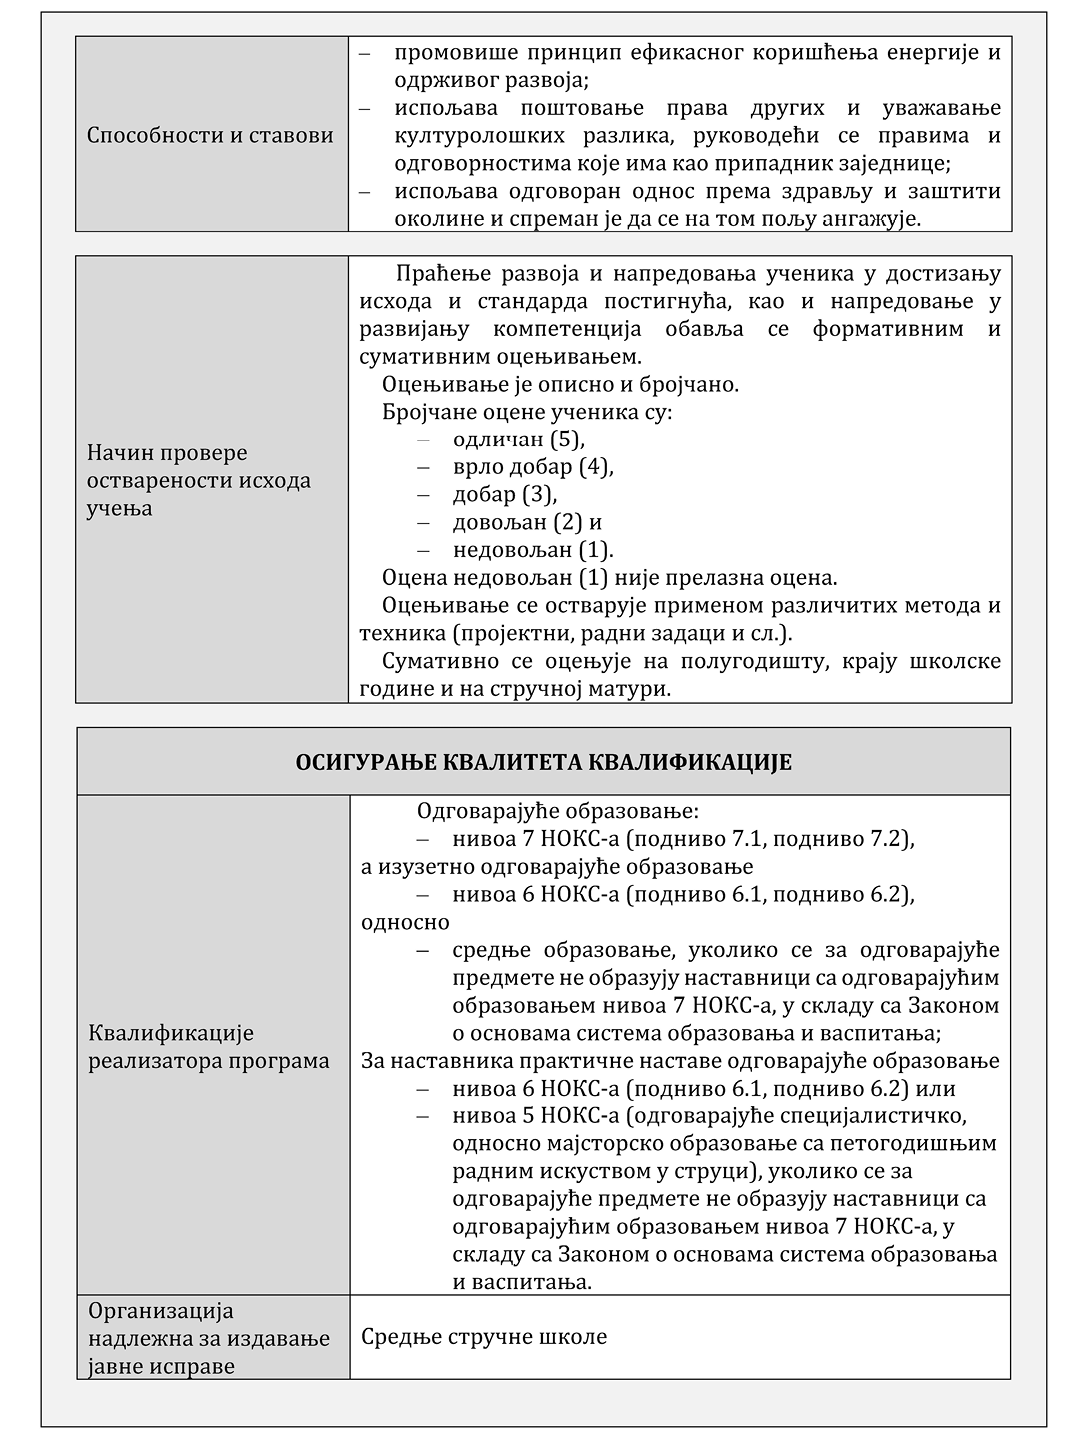 Способности и ставови
– промовише принцип ефикасног коришћења енергије и
одрживог развоја;
– испољава поштовање права других и уважавање
културолошких разлика, руководећи се правима и
одговорностима које има као припадник заједнице;
– испољава одговоран однос према здрављу и заштити
околине и спреман је да се на том пољу ангажује.
Начин провере
остварености исхода
учења
Праћење развоја и напредовања ученика у достизању
исхода и стандарда постигнућа, као и напредовање у
развијању компетенција обавља се формативним и
сумативним оцењивањем.
Оцењивање је описно и бројчано.
Бројчане оцене ученика су:
– одличан (5),
– врло добар (4),
– добар (3),
– довољан (2) и
– недовољан (1).
Оцена недовољан (1) није прелазна оцена.
Оцењивање се остварује применом различитих метода и
техника (пројектни, радни задаци и сл.).
Сумативно се оцењује на полугодишту, крају школске
године и на стручној матури.
ОСИГУРАЊЕ КВАЛИТЕТА КВАЛИФИКАЦИЈЕ
Квалификације
реализатора програма
Одговарајуће образовање:
– нивоа 7 НОКС-а (подниво 7.1, подниво 7.2),
а изузетно одговарајуће образовање
– нивоа 6 НОКС-а (подниво 6.1, подниво 6.2),
односно
– средње образовање, уколико се за одговарајуће
предмете не образују наставници са одговарајућим
образовањем нивоа 7 НОКС-а, у складу са Законом
о основама система образовања и васпитања;
За наставника практичне наставе одговарајуће образовање
– нивоа 6 НОКС-а (подниво 6.1, подниво 6.2) или
– нивоа 5 НОКС-а (одговарајуће специјалистичко,
односно мајсторско образовање са петогодишњим
радним искуством у струци), уколико се за
одговарајуће предмете не образују наставници са
одговарајућим образовањем нивоа 7 НОКС-а, у
складу са Законом о основама система образовања
и васпитања.
Организација
надлежна за издавање
јавне исправе
Средње стручне школе